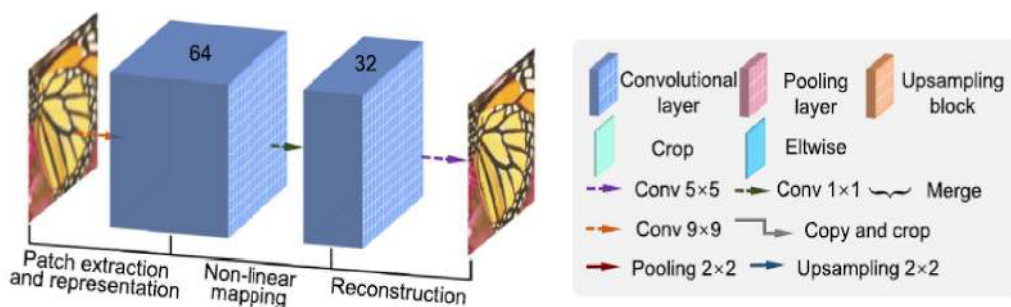 64
32
Patch extraction
and representation
Non-linear
mapping
Reconstruction
Convolutional
layer
Pooling
layer
Upsampling
block
Crop
Eltwise
Conv 5×5
Conv 1×1
Merge
Conv 9×9
Copy and crop
Pooling 2×2
Upsampling 2×2